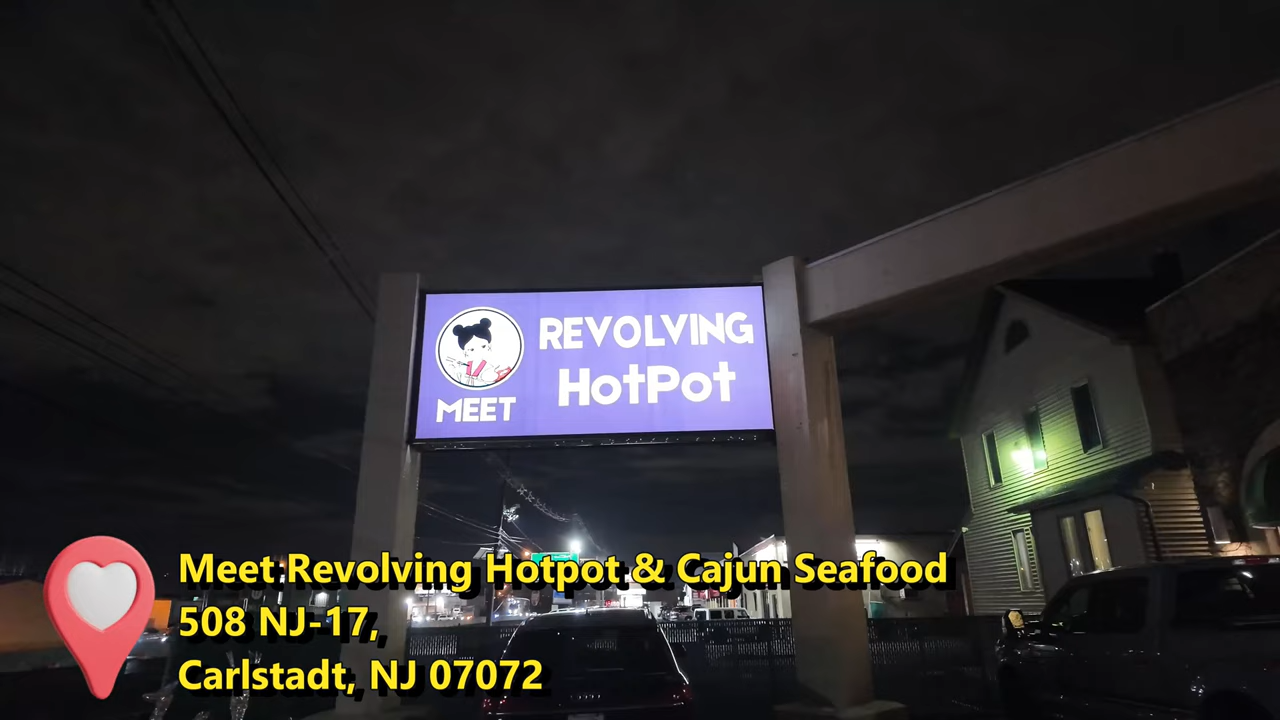 REVOLVING
HotPot
MEET
Meet Revolving Hotpot & Cajun Seafood
508 NJ-17,
Carlstadt, NJ 07072